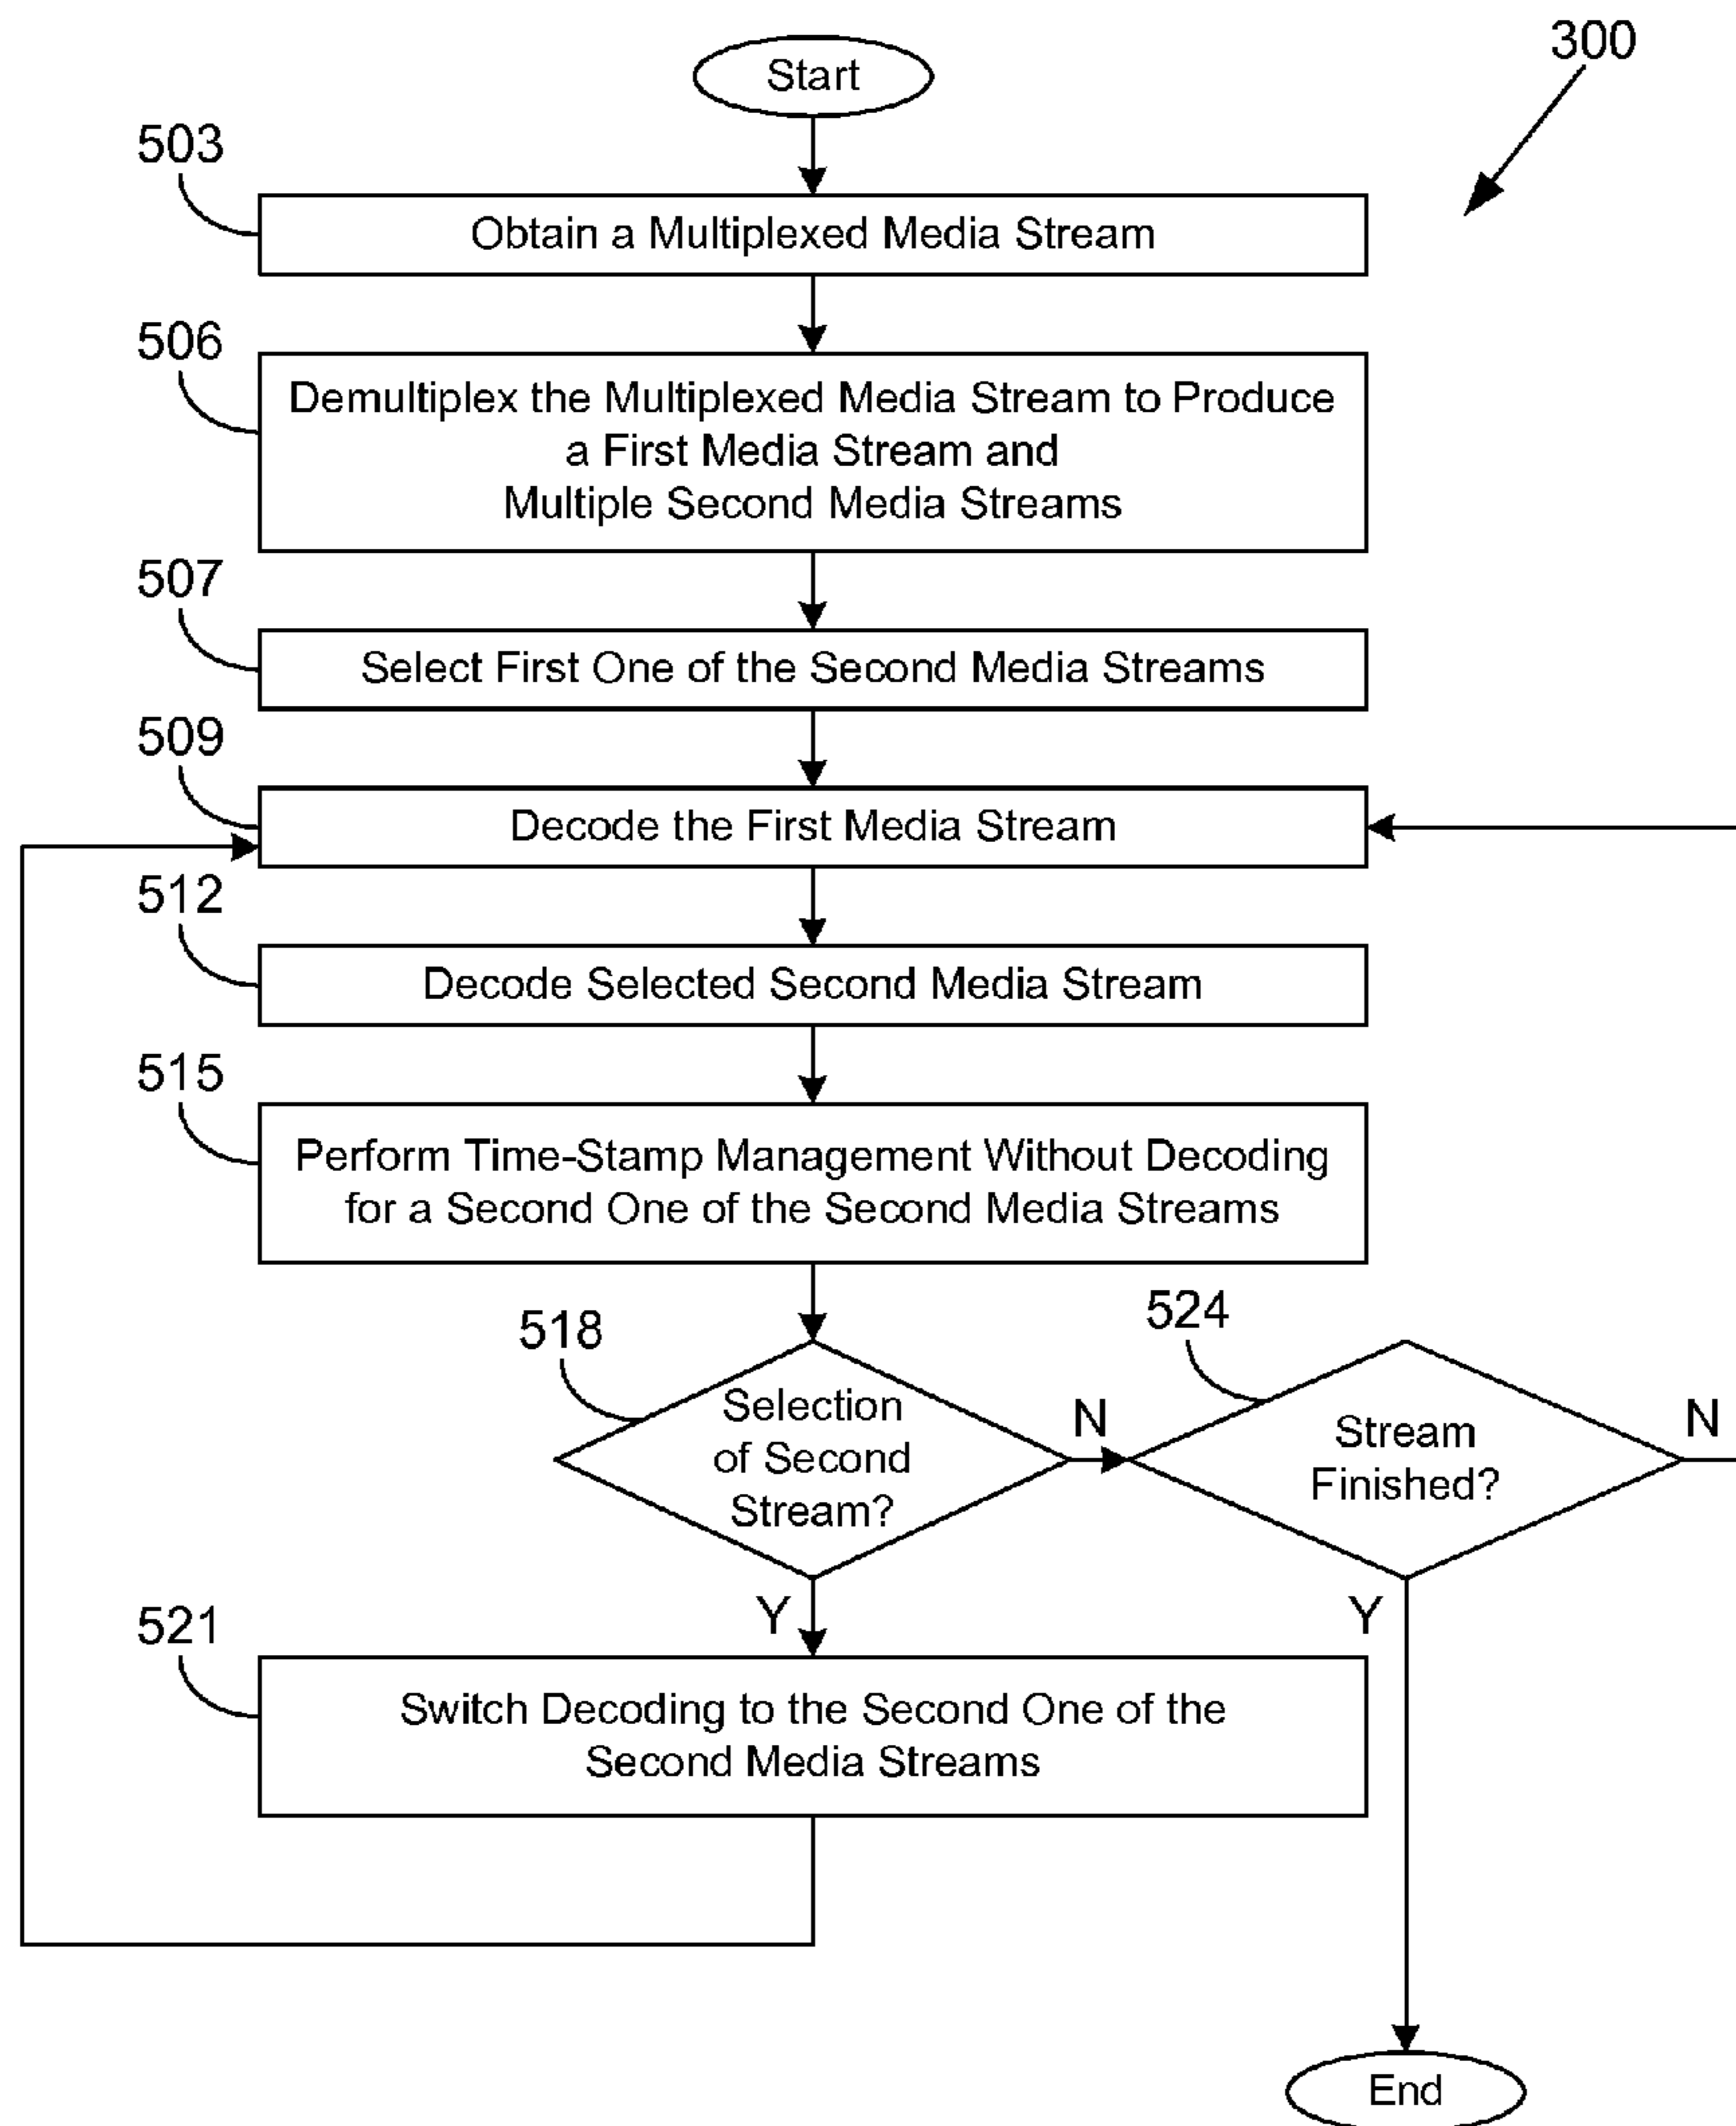 300
Start
503
Obtain a Multiplexed Media Stream
506
Demultiplex the Multiplexed Media Stream to Produce
a First Media Stream and
Multiple Second Media Streams
507
Select First One of the Second Media Streams
509
Decode the First Media Stream
512
Decode Selected Second Media Stream
515
Perform Time-Stamp Management Without Decoding
for a Second One of the Second Media Streams
518
Selection
of Second
Stream?
N
524
Stream
Finished?
N
Y
Y
521
Switch Decoding to the Second One of the
Second Media Streams
End